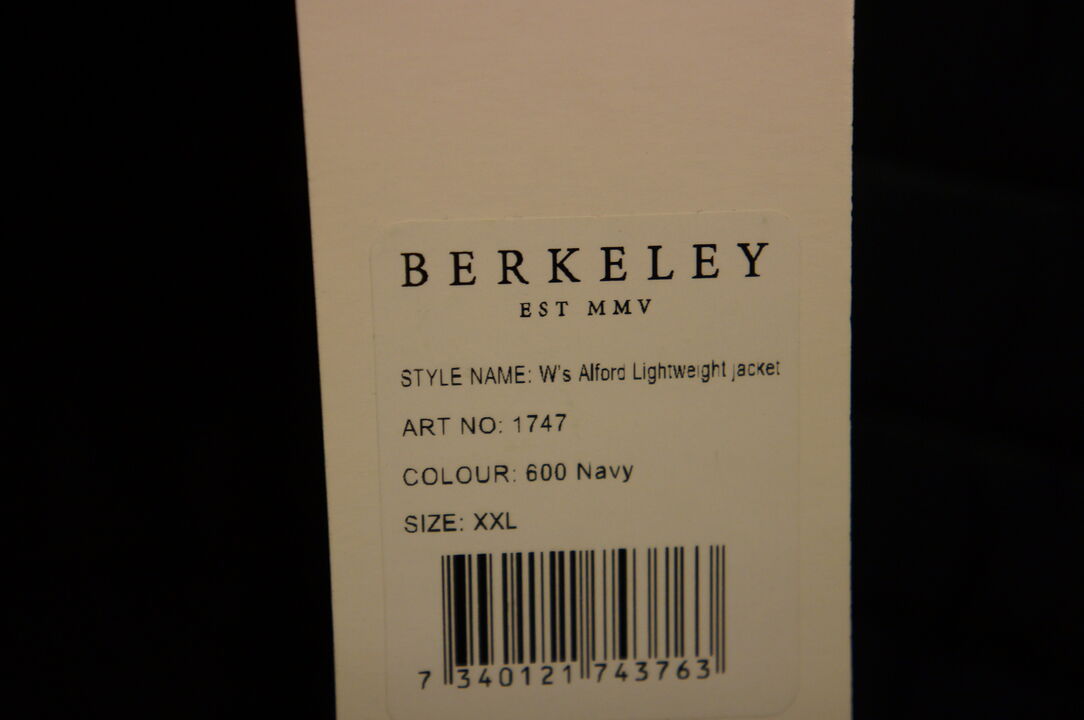 BERKELEY
EST MMV
STYLE NAME: W's Alford Lightweight jacket
ART NO: 1747
COLOUR: 600 Navy
SIZE: XXL
7 340121 743763